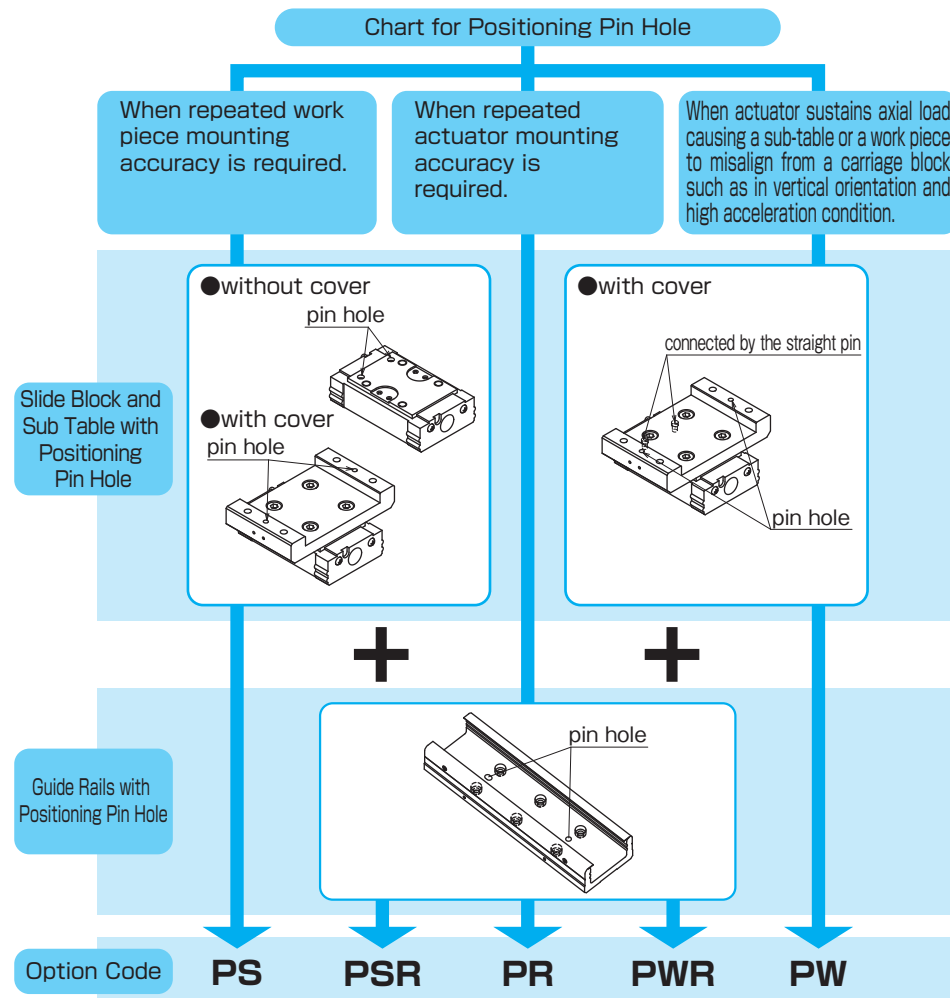 Chart for Positioning Pin Hole
When repeated work
piece mounting
accuracy is required.
When repeated
actuator mounting
accuracy is
required.
When actuator sustains axial load
causing a sub-table or a work piece
to misalign from a carriage block
such as in vertical orientation and
high acceleration condition.
Slide Block and
Sub Table with
Positioning
Pin Hole
●without cover
pin hole
●with cover
pin hole
●with cover
connected by the straight pin
pin hole
+
+
Guide Rails with
Positioning Pin Hole
pin hole
Option Code
PS
PSR
PR
PWR
PW